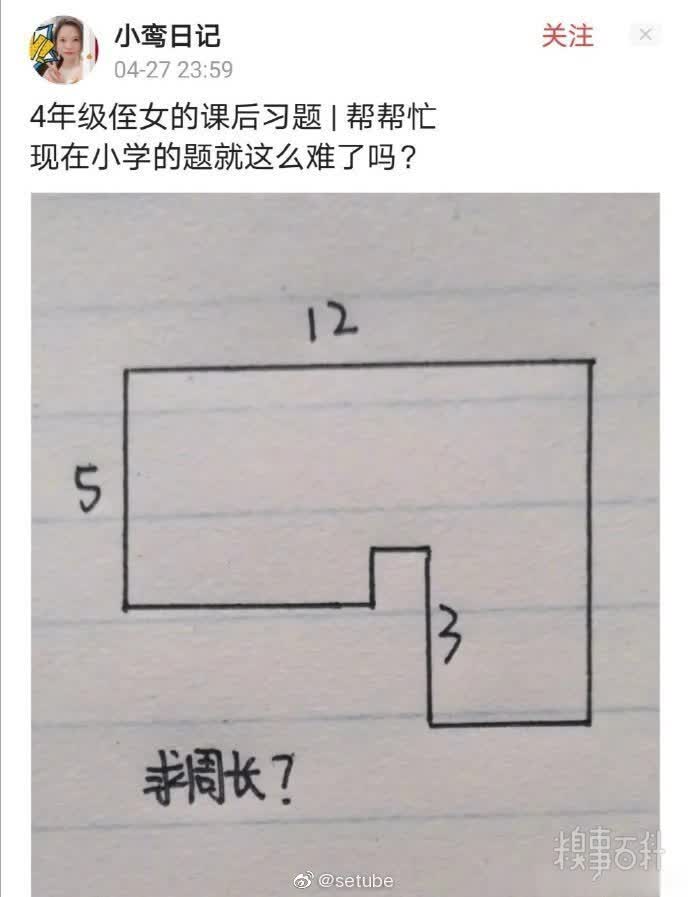 小鸾日记
关注
04-27 23:59
4年级侄女的课后习题 | 帮帮忙
现在小学的题就这么难了吗？
12
5
3
求周长?
糗事百科
@setube